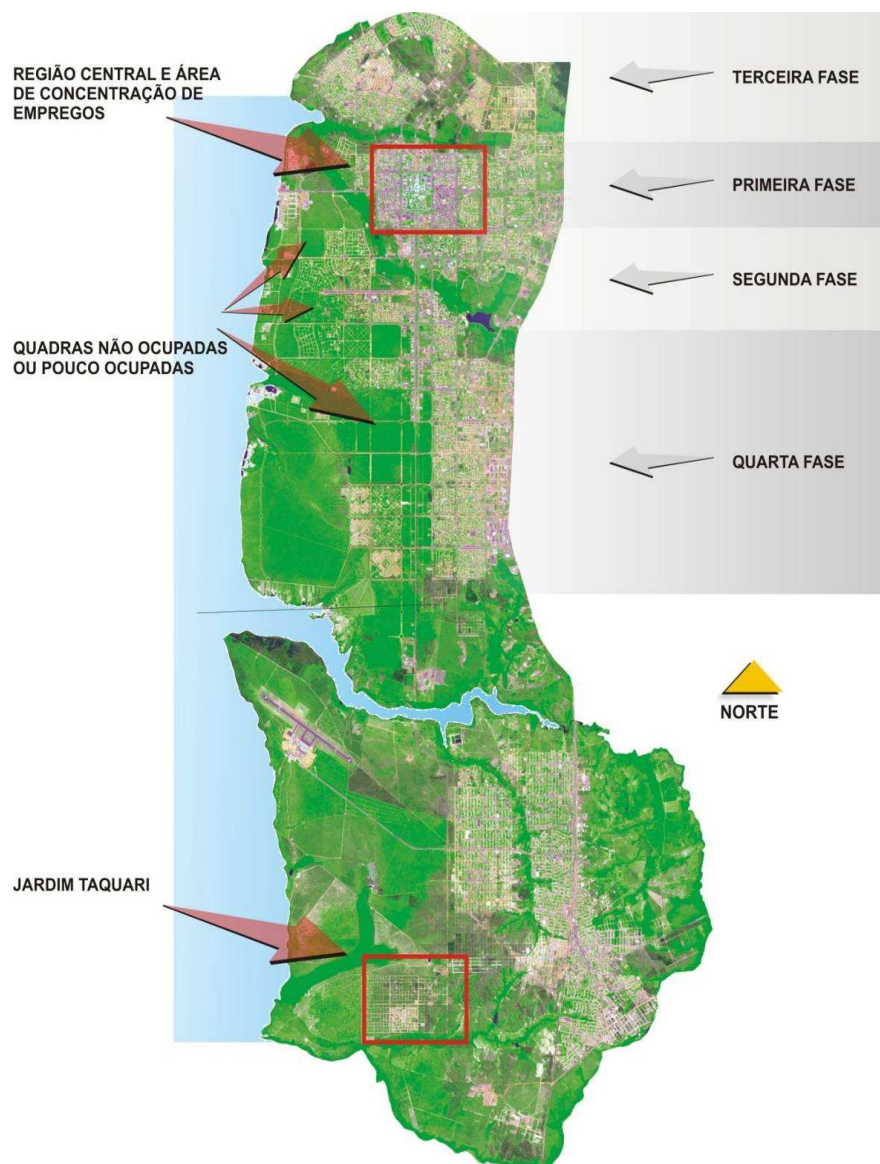 REGIÃO CENTRAL E ÁREA
DE CONCENTRAÇÃO DE
EMPREGOS
TERCEIRA FASE
PRIMEIRA FASE
SEGUNDA FASE
QUADRAS NÃO OCUPADAS
OU POUCO OCUPADAS
QUARTA FASE
NORTE
JARDIM TAQUARI